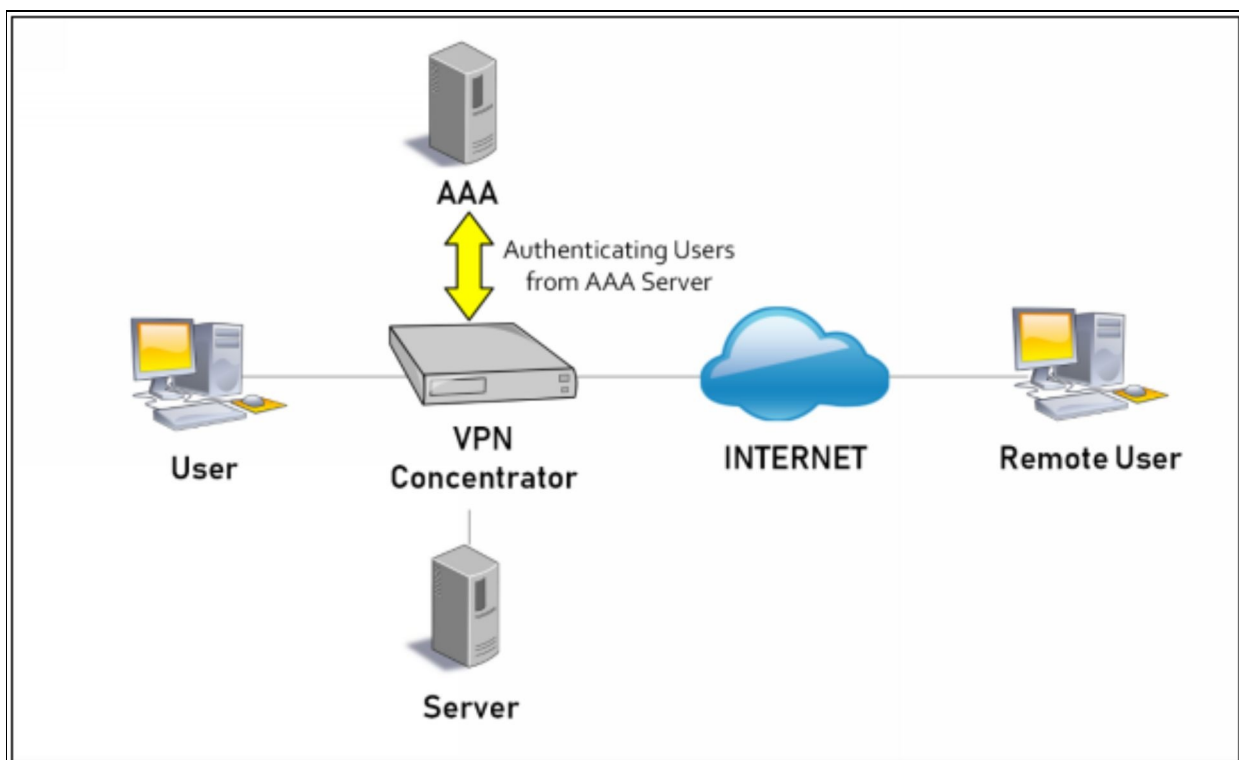 AAA
Authenticating Users
from AAA Server
User
VPN
Concentrator
INTERNET
Remote User
Server